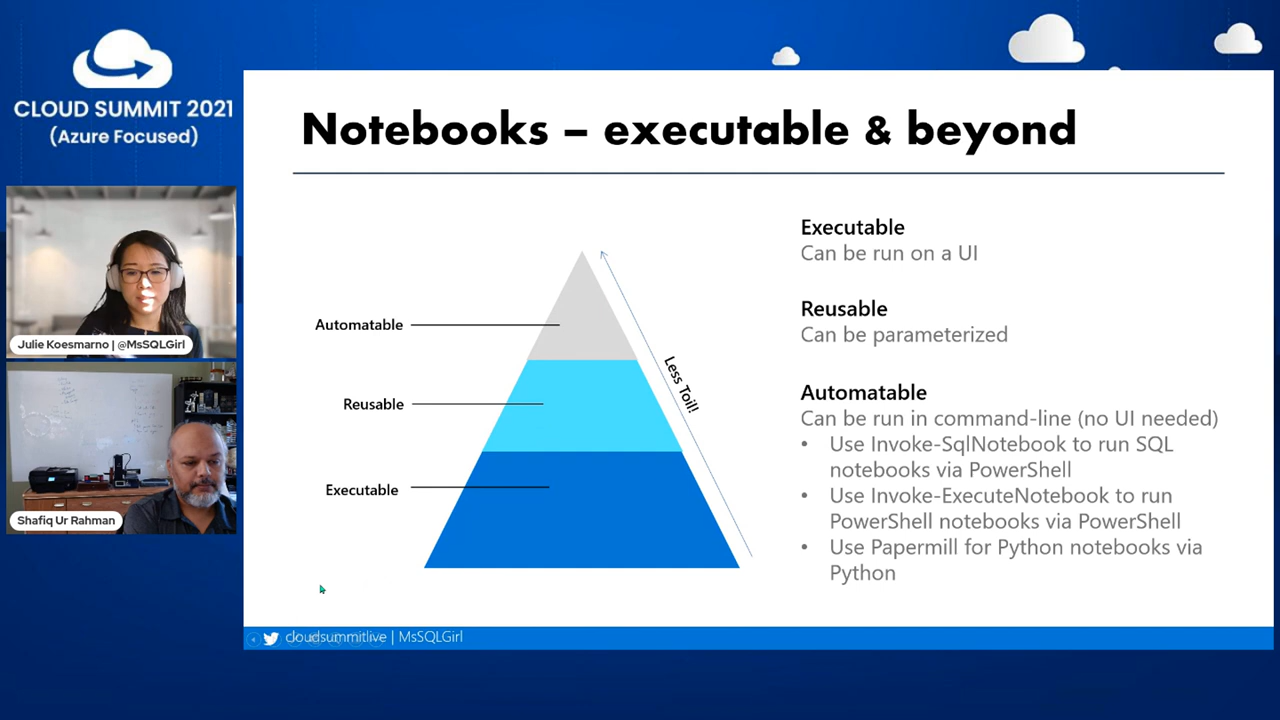 CLOUD SUMMIT 2021
(Azure Focused)
Julie Koesmarno | @MsSQLGirl
Shafiq Ur Rahman
Notebooks – executable & beyond
Automatable
Reusable
Executable
Less Toil!
Executable
Can be run on a UI
Reusable
Can be parameterized
Automatable
Can be run in command-line (no UI needed)
• Use Invoke-SqlNotebook to run SQL
notebooks via PowerShell
• Use Invoke-ExecuteNotebook to run
PowerShell notebooks via PowerShell
• Use Papermill for Python notebooks via
Python
cloudsummitlive | MsSQLGirl